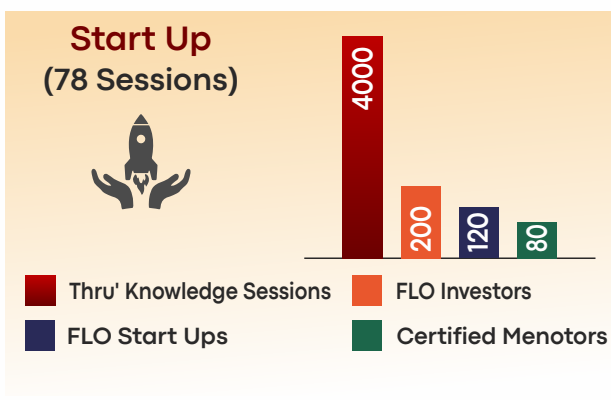 Start Up
(78 Sessions)
4000
200
120
80
Thru' Knowledge Sessions
FLO Investors
FLO Start Ups
Certified Menotors